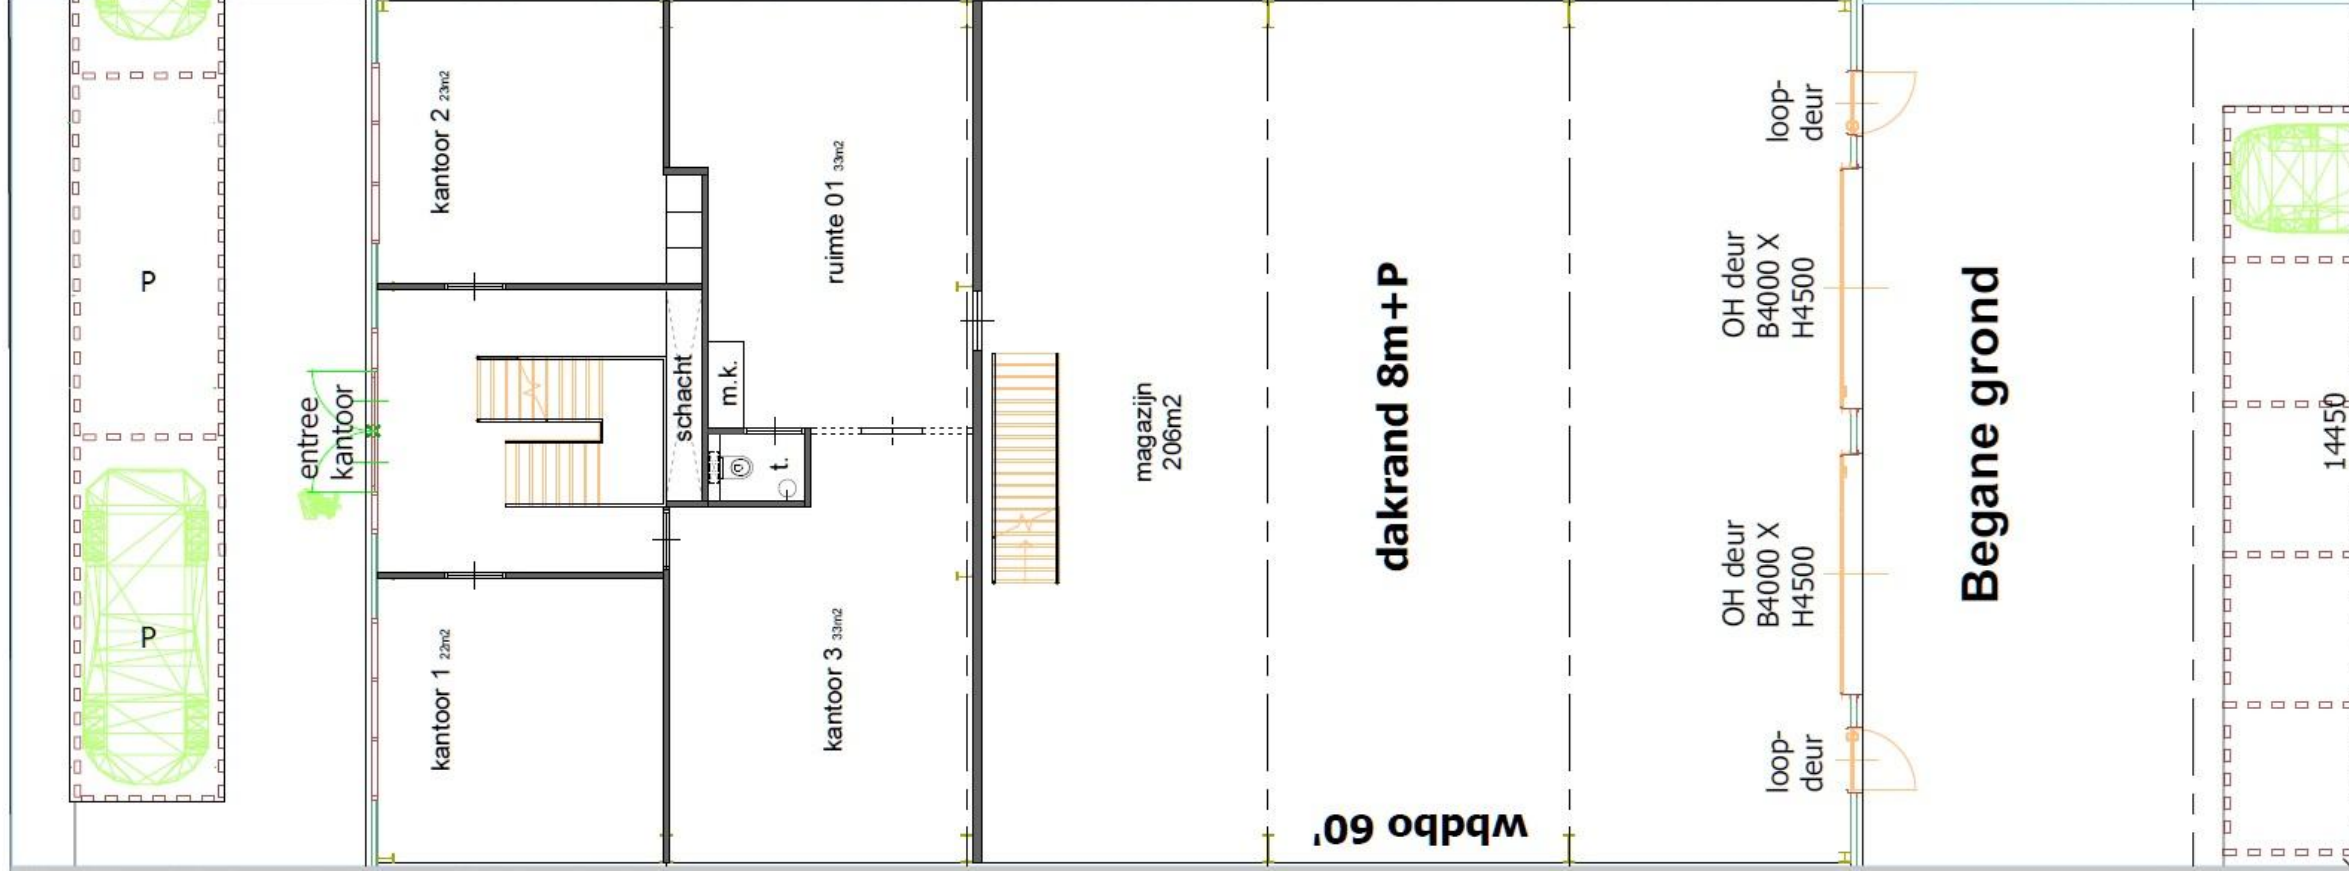 P
P
entree
kantoor
kantoor 2 23m2
kantoor 1 22m2
schacht
m.k.
t.
ruimte 01 33m2
kantoor 3 33m2
magazijn
206m2
dakrand 8m+P
wbdbo 60'
loop-
deur
OH deur
B4000 X
H4500
OH deur
B4000 X
H4500
loop-
deur
Begane grond
14450